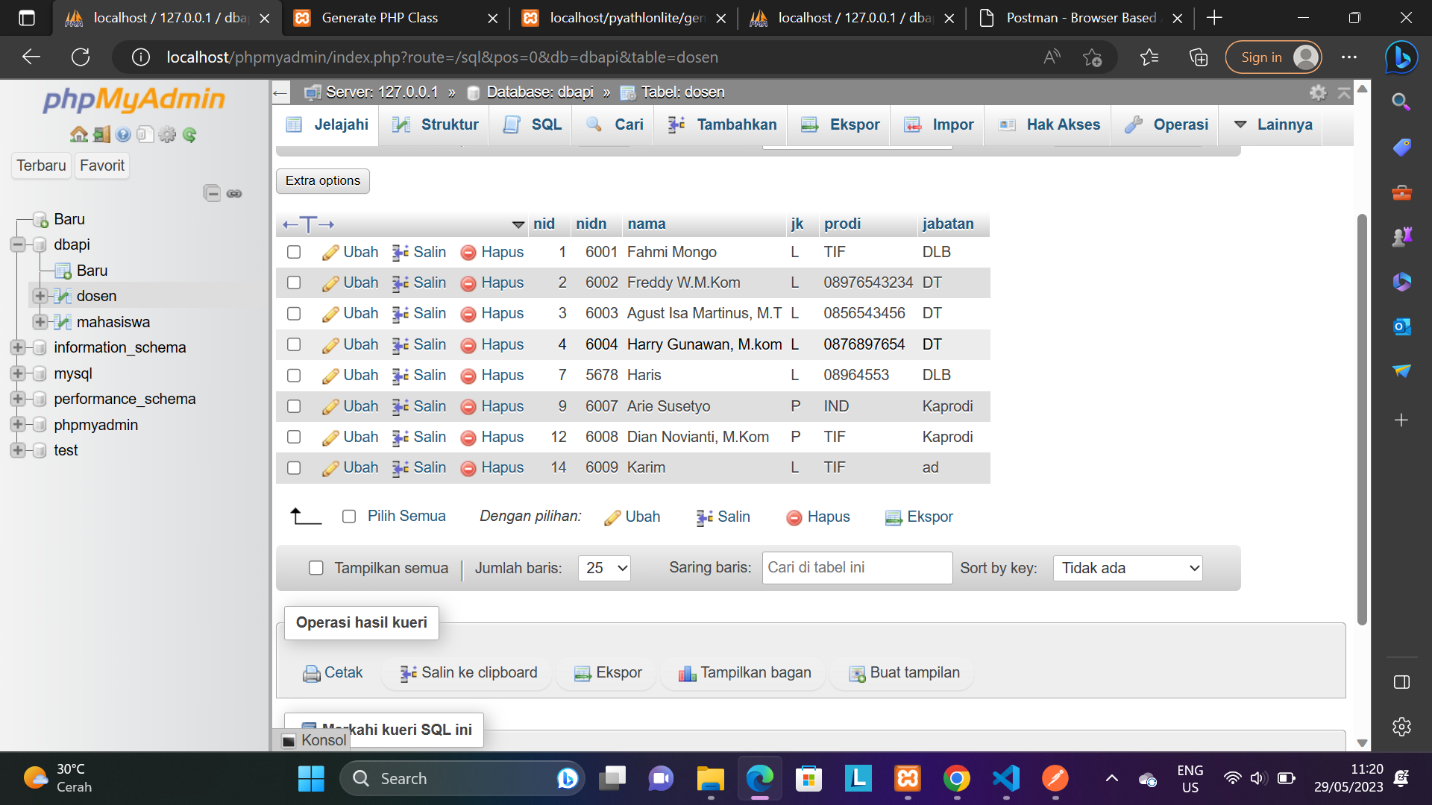 localhost / 127.0.0.1 / dba
Generate PHP Class
localhost/pyathlonlite/gen
localhost / 127.0.0.1 / dba
Postman - Browser Based
localhost/phpmyadmin/index.php?route=/sql&pos=0&db=dbapi&table=dosen
Sign in
phpMyAdmin
Terbaru Favorit
Baru
dbapi
Baru
dosen
mahasiswa
information_schema
mysql
performance_schema
phpmyadmin
test
Server: 127.0.0.1 » Database: dbapi » Tabel: dosen
Jelajahi Struktur SQL Cari Tambahkan Ekspor Impor Hak Akses Operasi Lainnya
Extra options
nid nidn nama jk prodi jabatan
Ubah Salin Hapus 1 6001 Fahmi Mongo L TIF DLB
Ubah Salin Hapus 2 6002 Freddy W.M.Kom L 08976543234 DT
Ubah Salin Hapus 3 6003 Agust Isa Martinus, M.T L 0856543456 DT
Ubah Salin Hapus 4 6004 Harry Gunawan, M.kom L 0876897654 DT
Ubah Salin Hapus 7 5678 Haris L 08964553 DLB
Ubah Salin Hapus 9 6007 Arie Susetyo P IND Kaprodi
Ubah Salin Hapus 12 6008 Dian Novianti, M.Kom P TIF Kaprodi
Ubah Salin Hapus 14 6009 Karim L TIF ad
Pilih Semua Dengan pilihan: Ubah Salin Hapus Ekspor
Tampilkan semua Jumlah baris: 25 Saring baris: Cari di tabel ini Sort by key: Tidak ada
Operasi hasil kueri
Cetak Salin ke clipboard Ekspor Tampilkan bagan Buat tampilan
kahi kueri SQL ini
Konsol
30°C
Cerah
Search
ENG
US
11:20
29/05/2023